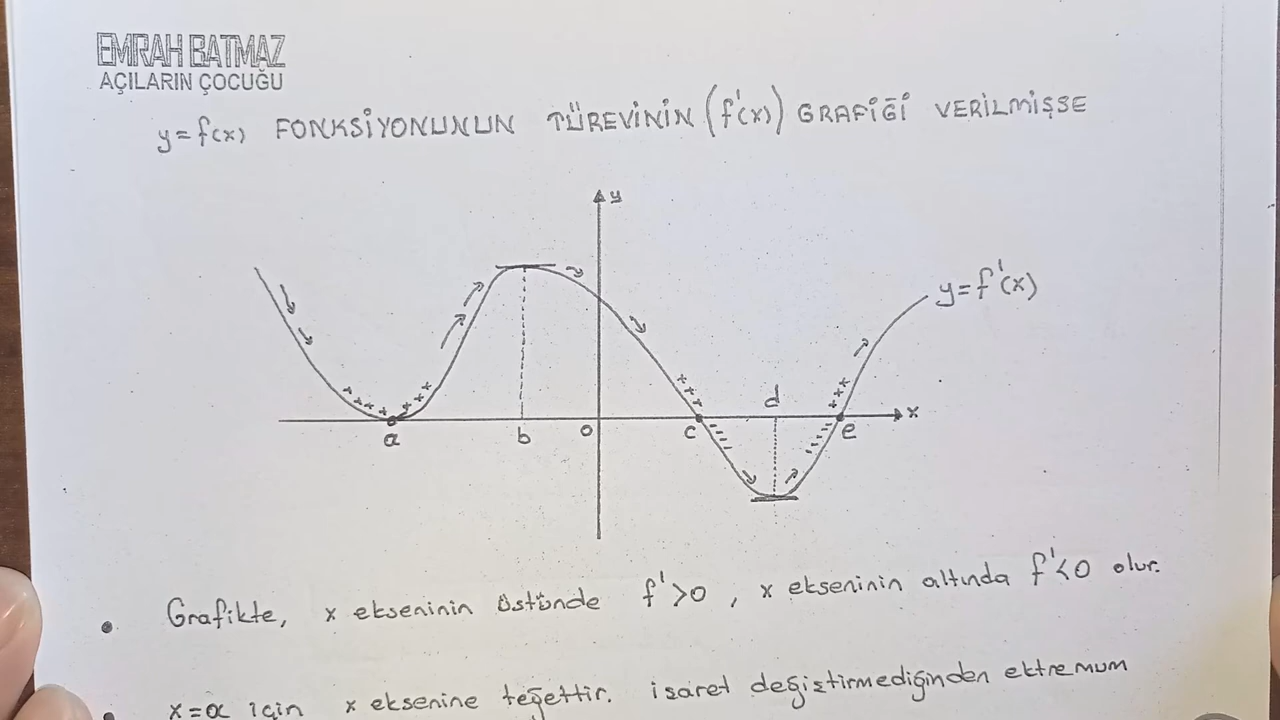 EMRAH BATMAZ
AÇILARIN ÇOCUĞU
y=f(x) FONKSİYONUNUN TÜREVİNİN (f'(x)) GRAFİĞİ VERİLMİŞSE
y
y=f'(x)
d
x
a b o c e
• Grafikte, x ekseninin üstünde f'>0, x ekseninin altında f'<0 olur.
• x=a için x eksenine teğettir. işaret değiştirmediğinden ektremum